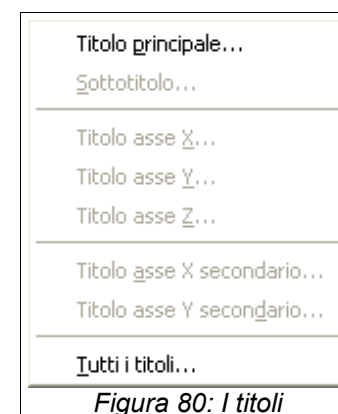 Titolo principale...
Sottotitolo...
Titolo asse X...
Titolo asse Y...
Titolo asse Z...
Titolo asse X secondario...
Titolo asse Y secondario...
Tutti i titoli...
Figura 80: I titoli